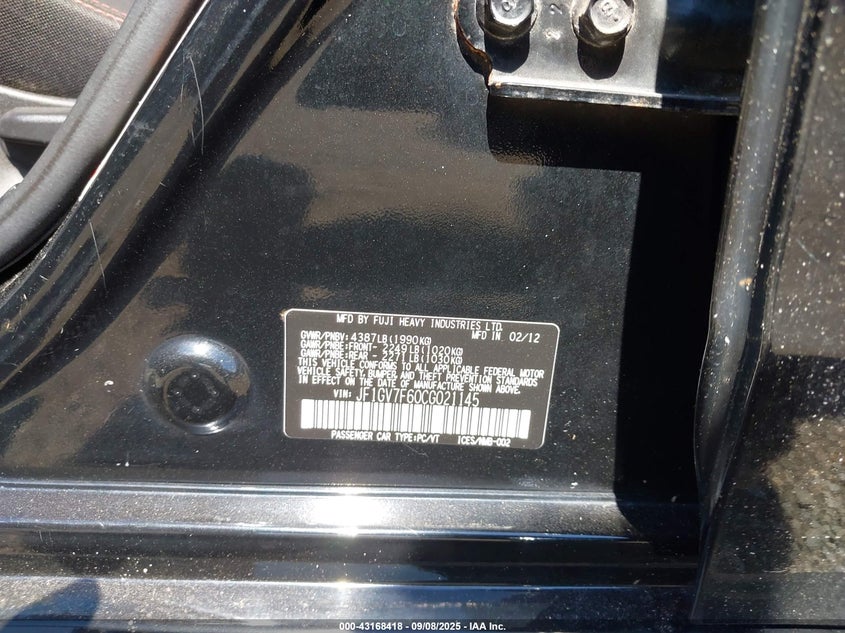 2
MFD BY FUJI HEAVY INDUSTRIES LTD.
GVWR/PNBV: 4387LB(1990KG) MFD IN 02/12
GAWR/PNBE:FRONT - 2249LB(1020KG)
GAWR/PNBE:REAR - 2271LB(1030KG)
THIS VEHICLE CONFORMS TO ALL APPLICABLE FEDERAL MOTOR
VEHICLE SAFETY, BUMPER, AND THEFT PREVENTION STANDARDS
IN EFFECT ON THE DATE OF MANUFACTURE SHOWN ABOVE.
VIN: JF1GV7F60CG021145
PASSENGER CAR TYPE:PC/VT ICES/NMB-002
000-43168418 - 09/08/2025 - IAA Inc.